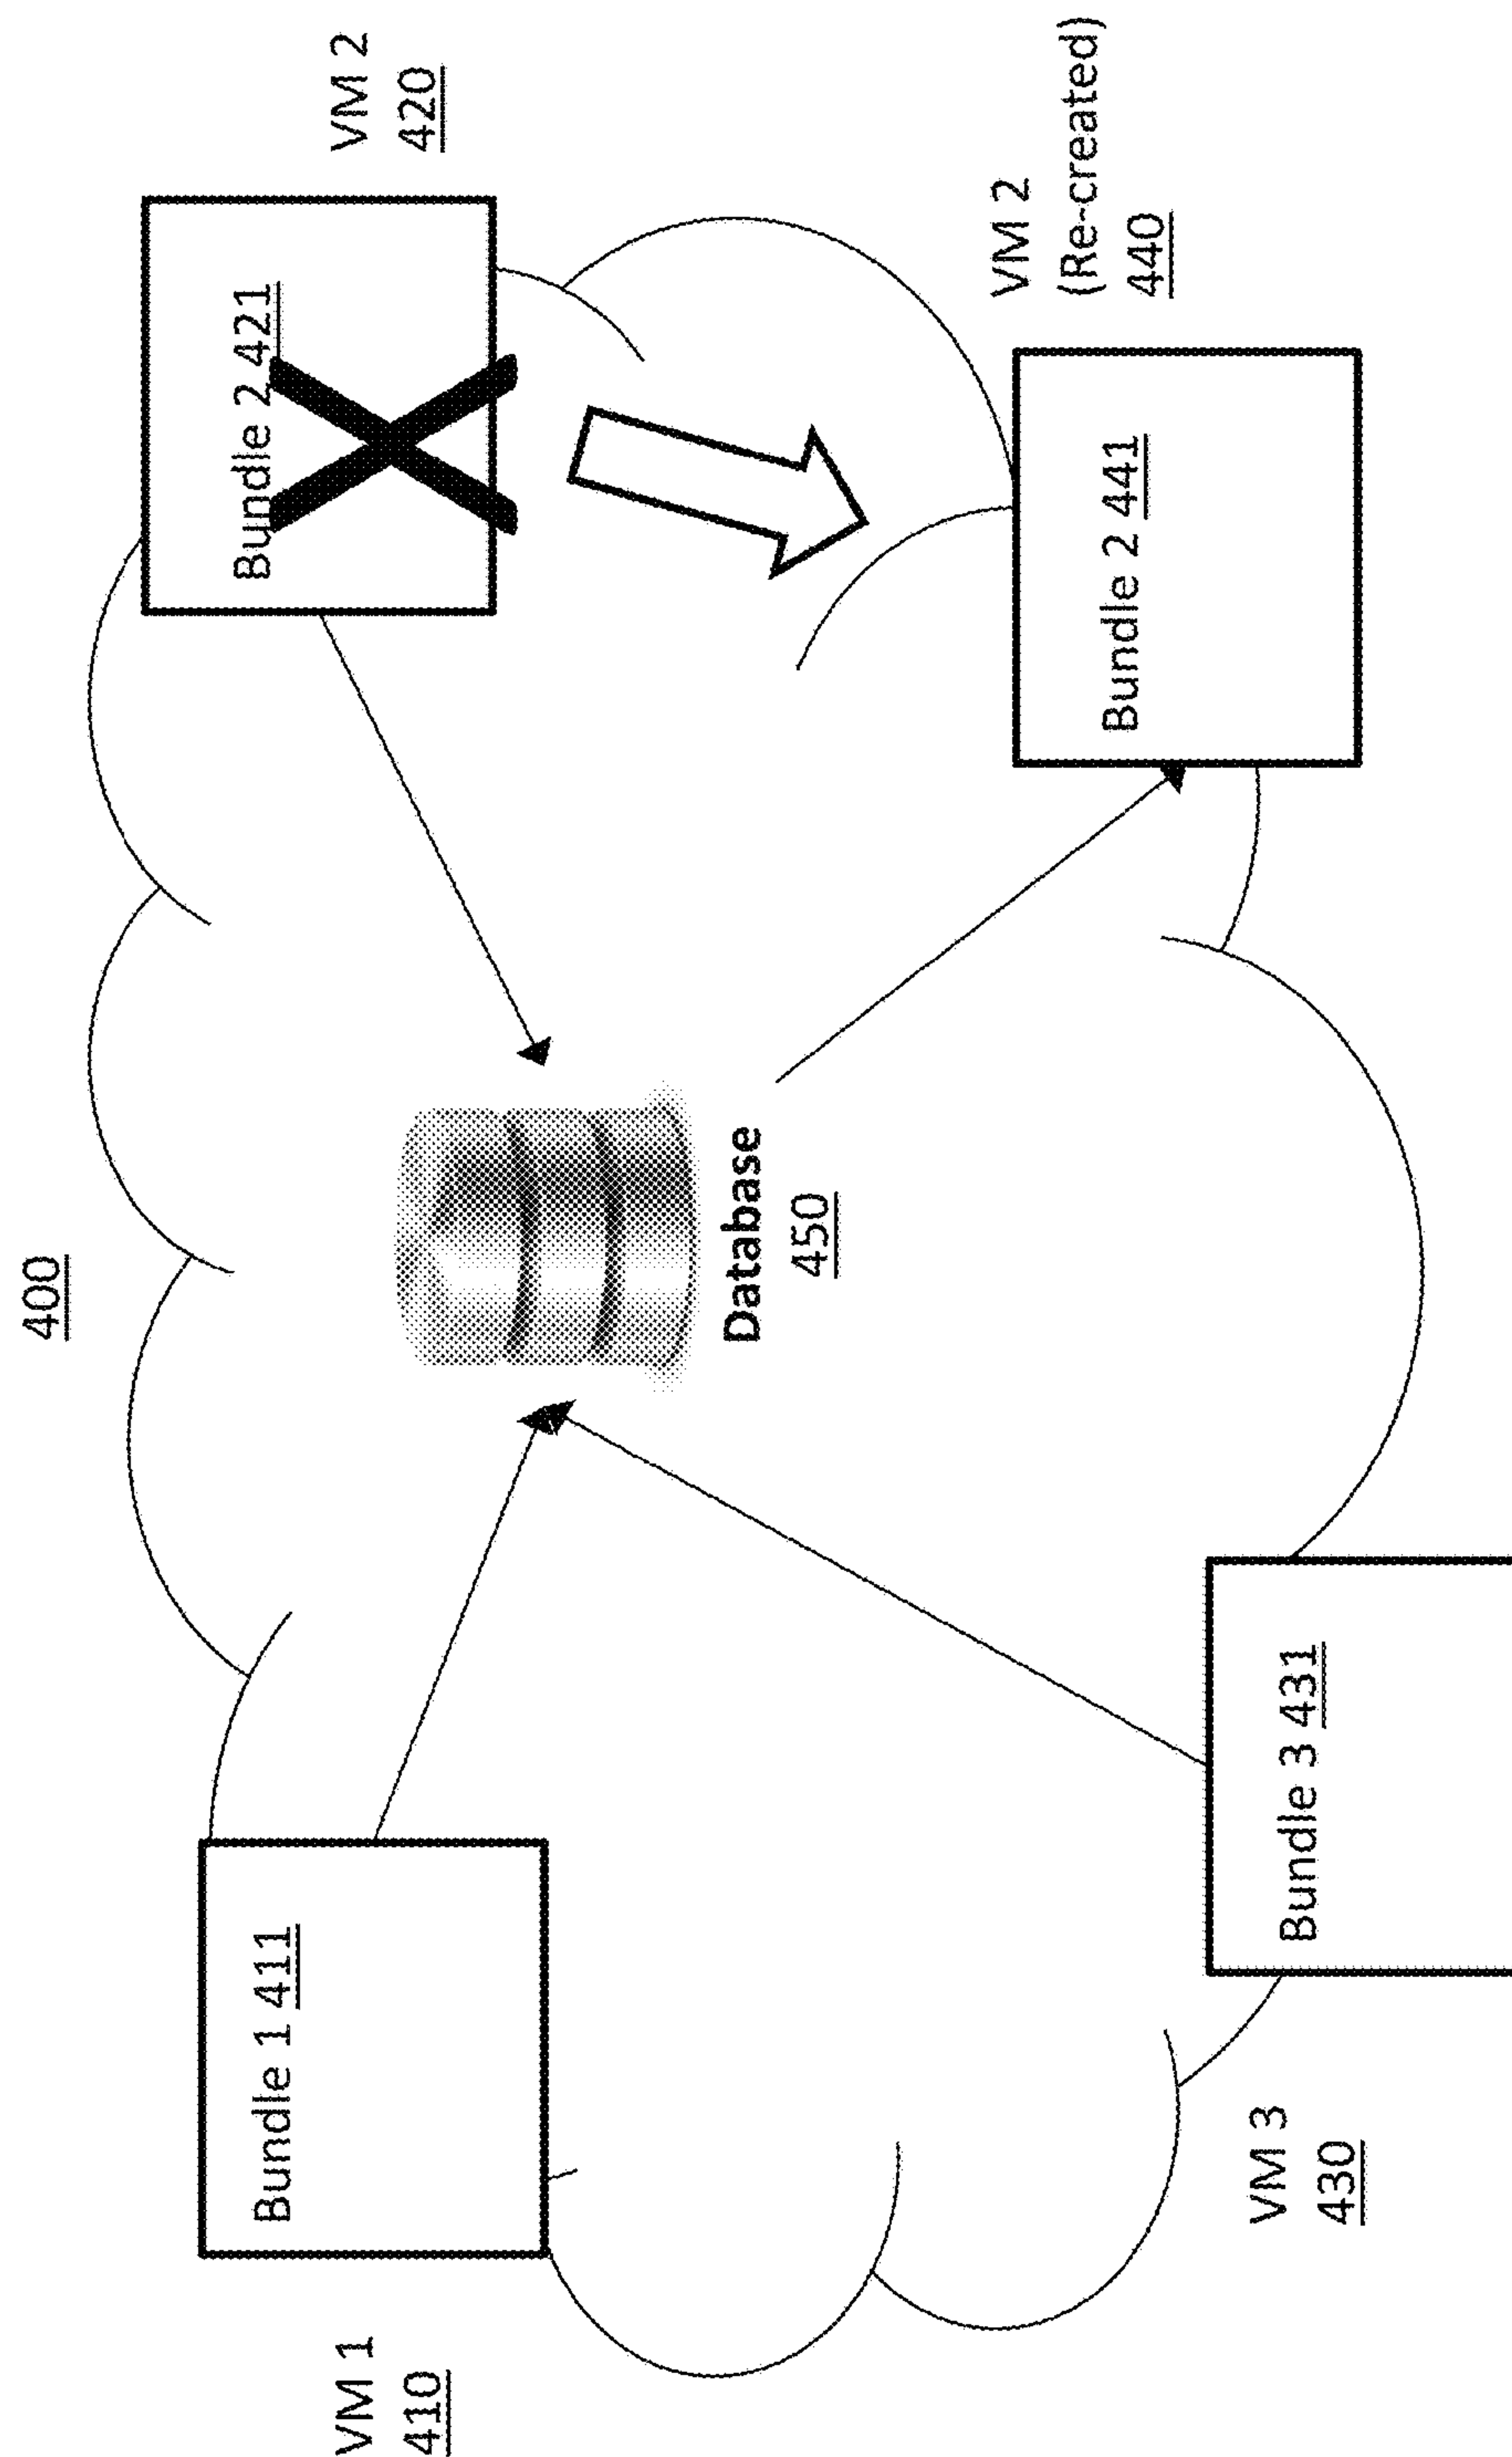 400
VM 1
410
Bundle 1 411
Bundle 2 421
VM 2
420
Database
450
VM 2
(Re-created)
440
Bundle 2 441
Bundle 3 431
VM 3
430